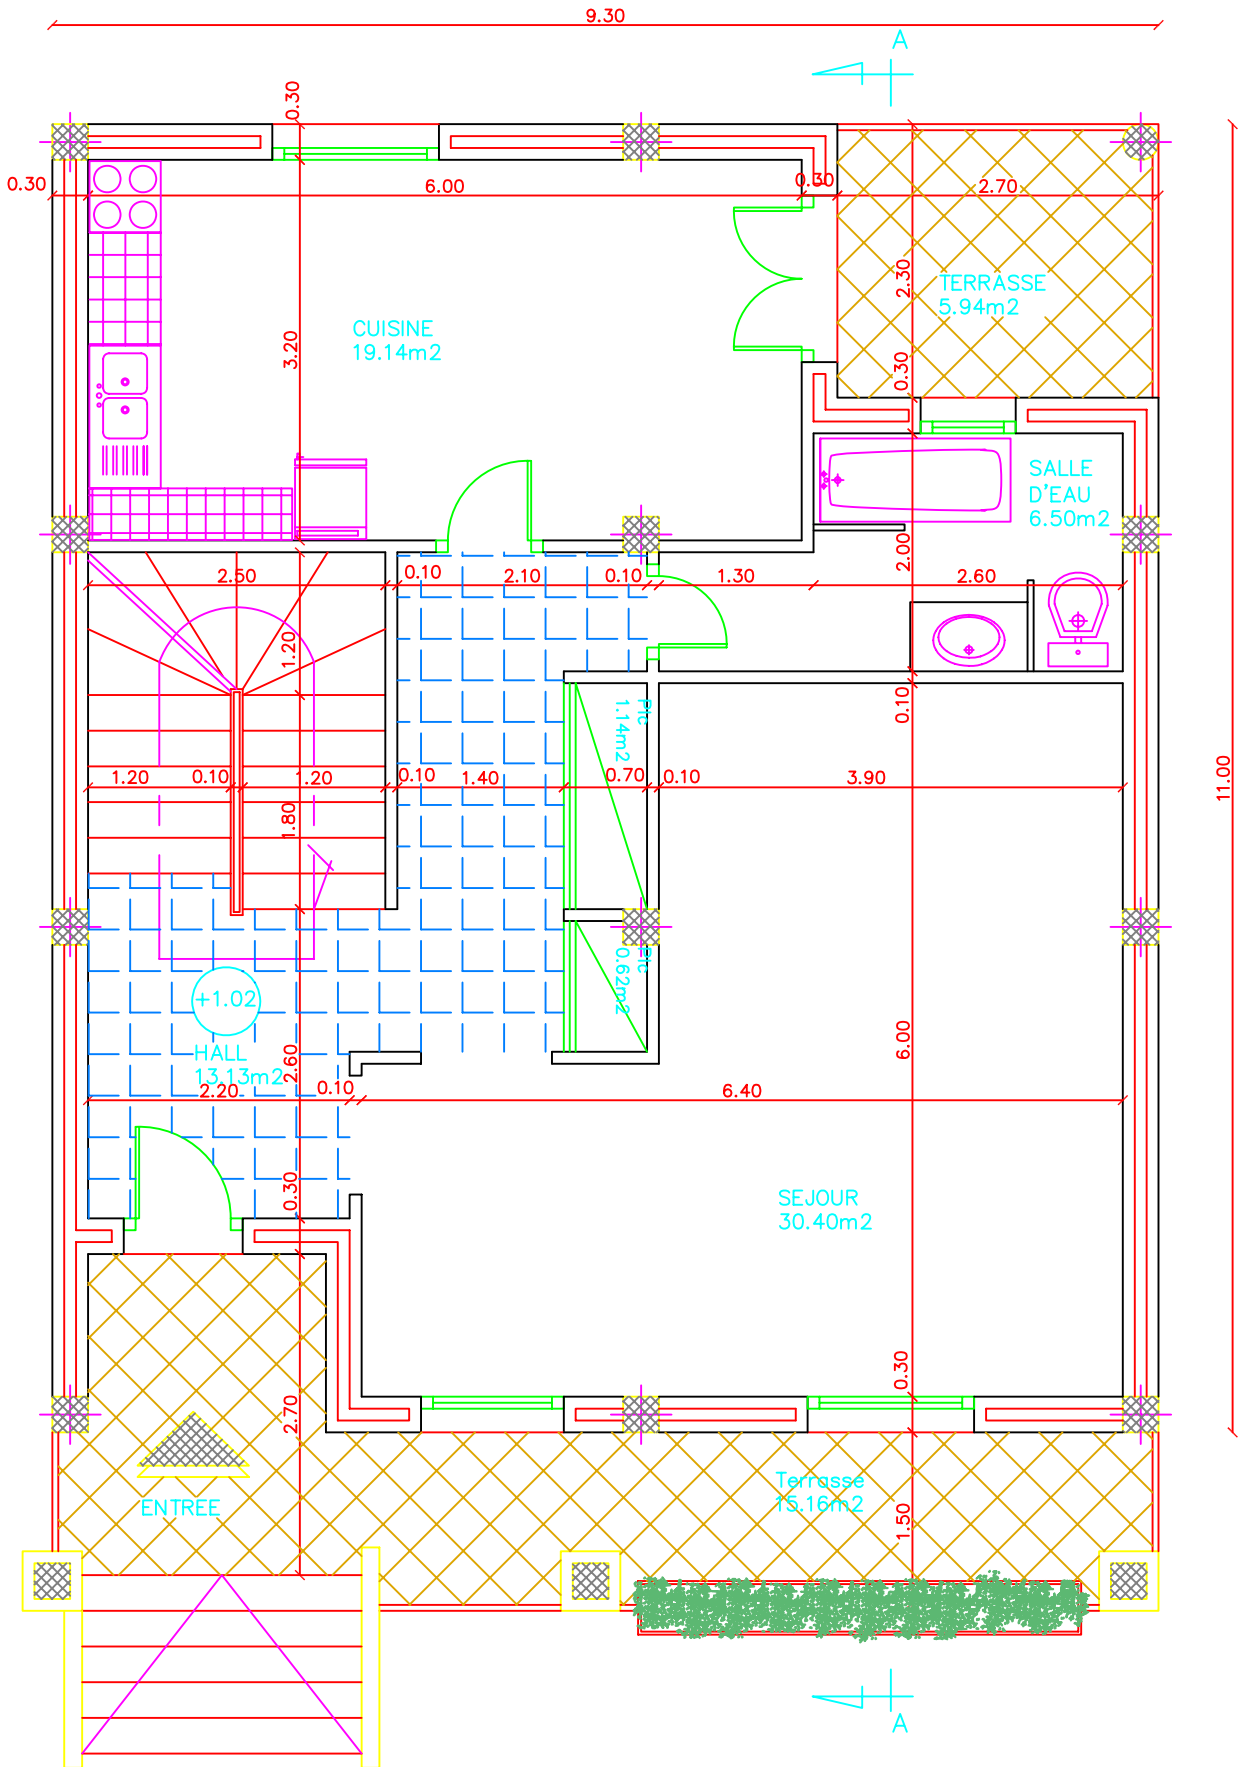 9.30
A
0.30
0.30
6.00
0.30
2.70
2.30
TERRASSE
5.94m2
CUISINE
19.14m2
3.20
0.30
SALLE
D'EAU
6.50m2
2.00
2.50
0.10
2.10
0.10
1.30
2.60
1.20
0.10
Plc
1.14m2
11.00
1.20
0.10
1.20
0.10
1.40
0.70
0.10
3.90
1.80
Plc
0.62m2
+1.02
HALL
13.13m2
2.60
6.00
2.20
0.10
6.40
0.30
SEJOUR
30.40m2
0.30
2.70
Terrasse
15.16m2
ENTREE
1.50
A